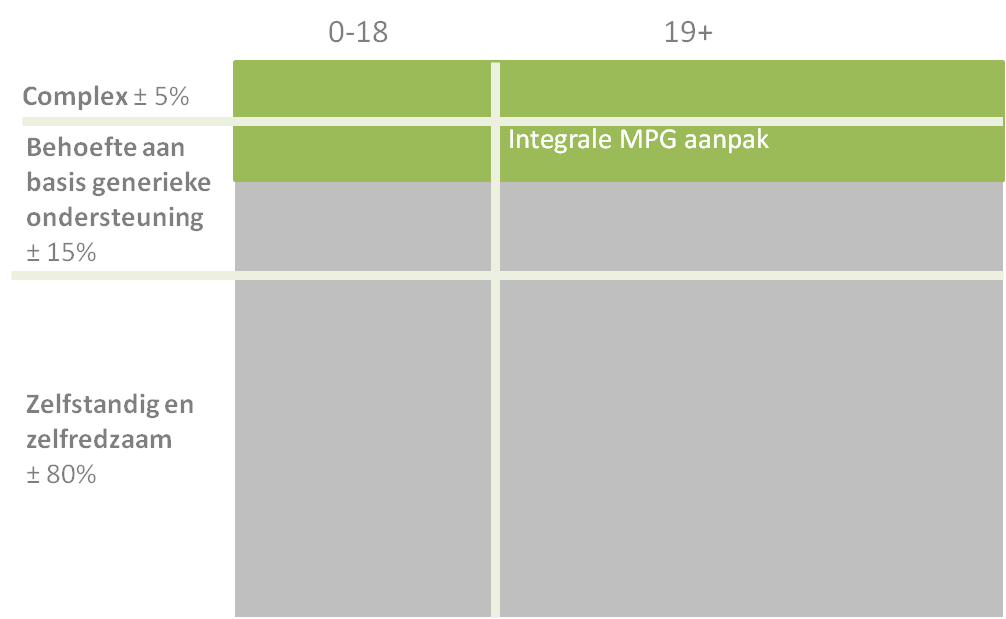 0-18 19+
Complex ± 5%
Integrale MPG aanpak
Behoefte aan
basis generieke
ondersteuning
± 15%
Zelfstandig en
zelfredzaam
± 80%